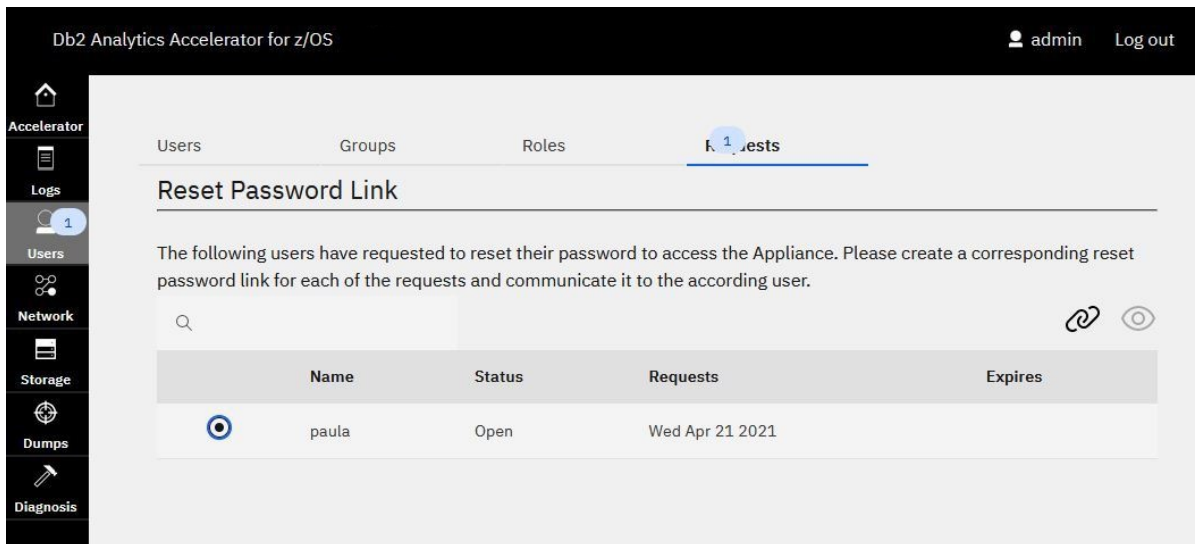 Db2 Analytics Accelerator for z/OS
admin Log out
Accelerator
Logs
1
Users
Network
Storage
Dumps
Diagnosis
Users Groups Roles
1
Reset Password Link
The following users have requested to reset their password to access the Appliance. Please create a corresponding reset
password link for each of the requests and communicate it to the according user.
Name Status Requests Expires
paula Open Wed Apr 21 2021